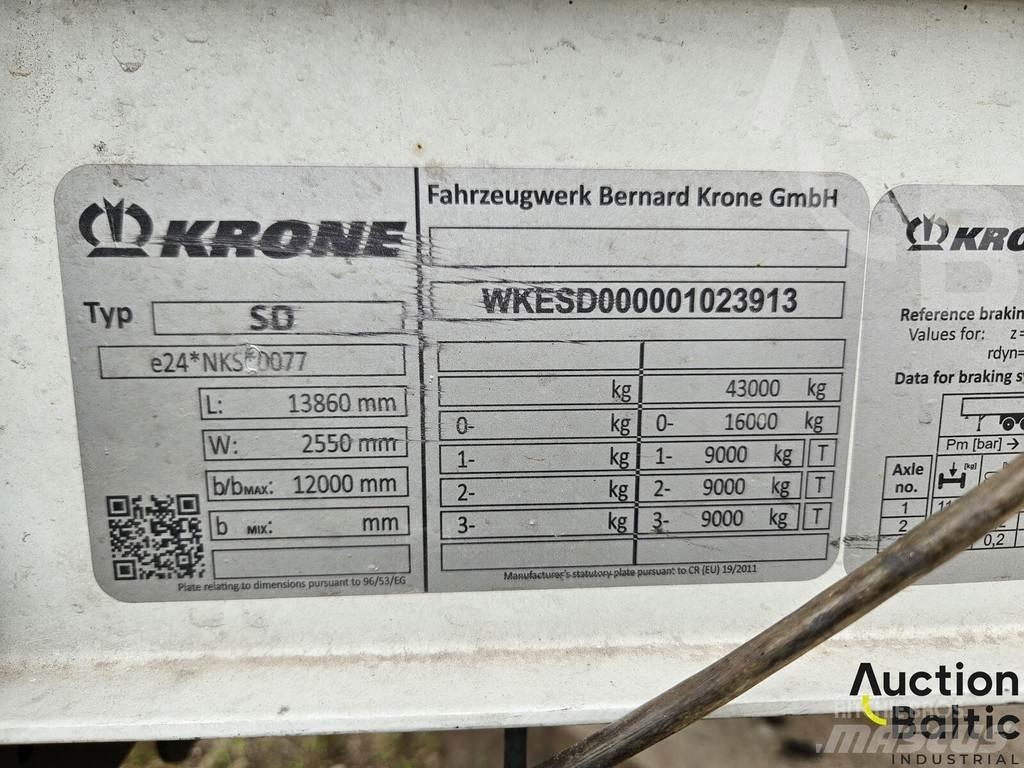 KRONE
Typ SD
e24*NKS*0077
L: 13860 mm
W: 2550 mm
b/bMAX: 12000 mm
b MIX: mm
Plate relating to dimensions pursuant to 96/53/EG
Fahrzeugwerk Bernard Krone GmbH
WKESD000001023913
kg 43000 kg
0- kg 0- 16000 kg
1- kg 1- 9000 kg T
2- kg 2- 9000 kg T
3- kg 3- 9000 kg T
Manufacturer's statutory plate pursuant to CR (EU) 19/2011
KRO
Reference brakin
Values for: z=
rdyn=
Data for braking s
Pm [bar] →
Axle
no.
[kg]
1
2
0,2
Auction
Baltic
INDUSTRIAL
MASCUS